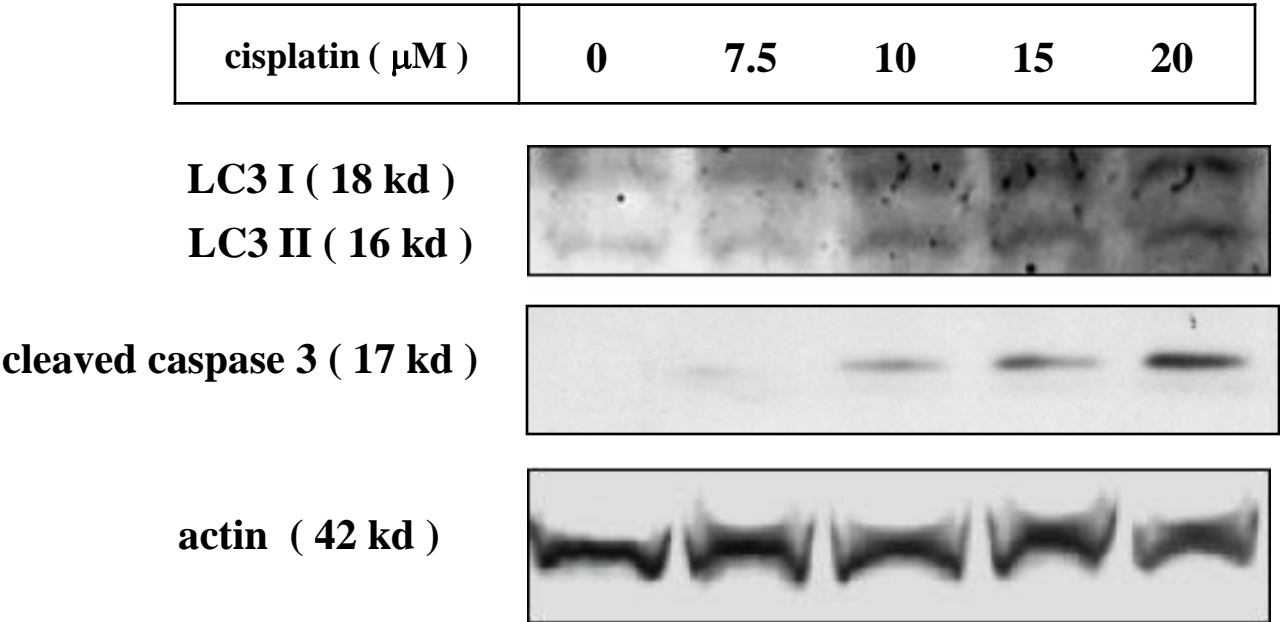 cisplatin ( μM ) 0 7.5 10 15 20
LC3 I ( 18 kd )
LC3 II ( 16 kd )
cleaved caspase 3 ( 17 kd )
actin ( 42 kd )